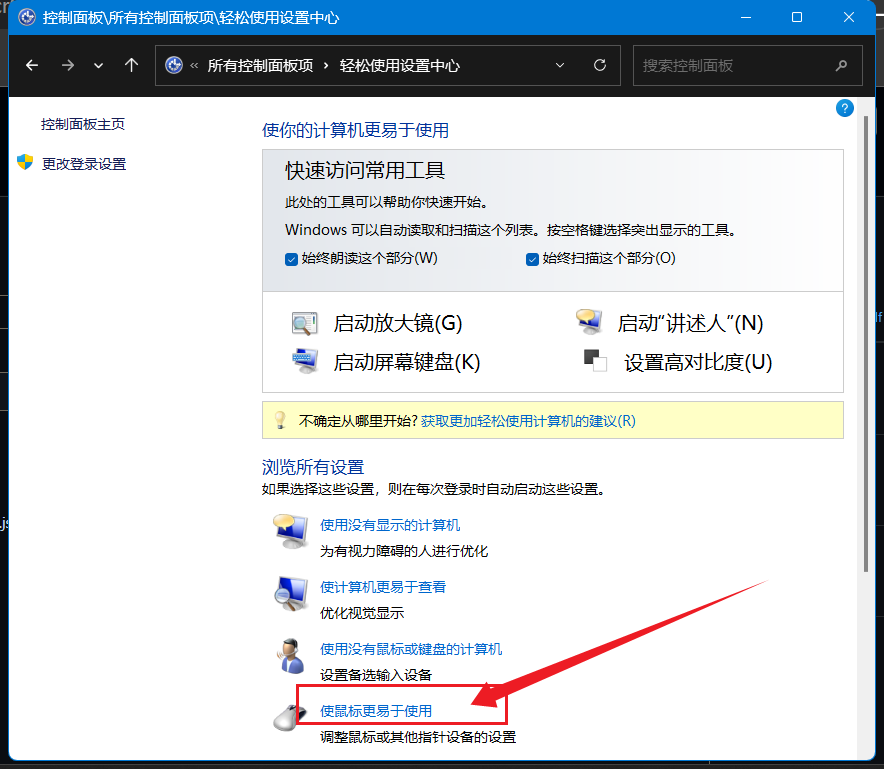 控制面板\所有控制面板项\轻松使用设置中心
« 所有控制面板项 › 轻松使用设置中心
搜索控制面板
控制面板主页
更改登录设置
?
使你的计算机更易于使用
快速访问常用工具
此处的工具可以帮助你快速开始。
Windows 可以自动读取和扫描这个列表。按空格键选择突出显示的工具。
始终朗读这个部分(W) 始终扫描这个部分(O)
启动放大镜(G) 启动“讲述人”(N)
启动屏幕键盘(K) 设置高对比度(U)
不确定从哪里开始? 获取更加轻松使用计算机的建议(R)
浏览所有设置
如果选择这些设置，则在每次登录时自动启动这些设置。
使用没有显示的计算机
为有视力障碍的人进行优化
使计算机更易于查看
优化视觉显示
使用没有鼠标或键盘的计算机
设置备选输入设备
使鼠标更易于使用
调整鼠标或其他指针设备的设置